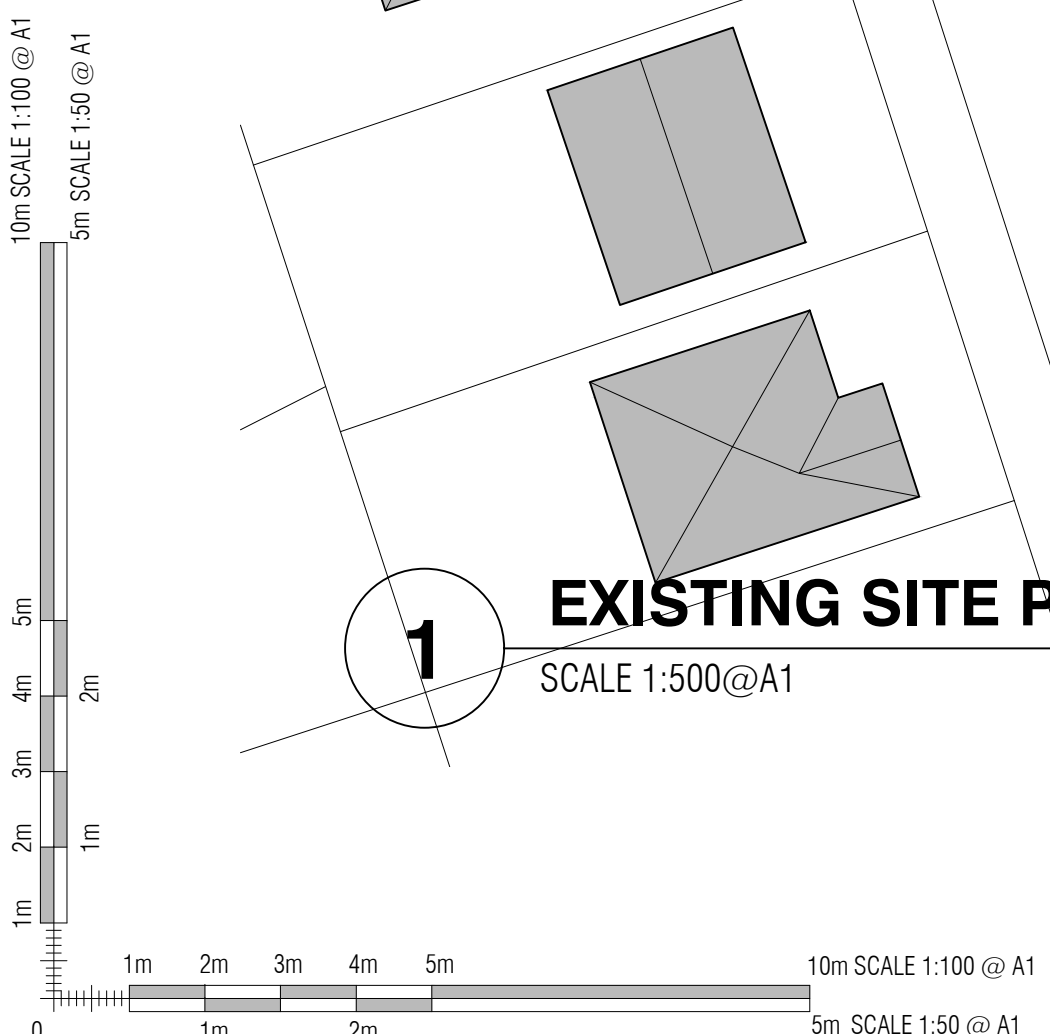 10m SCALE 1:100 @ A1
5m SCALE 1:50 @ A1
5m
4m
3m
2m
1m
2m
1m
1
EXISTING SITE
SCALE 1:500@A1
1m 2m 3m 4m 5m
10m SCALE 1:100 @ A1
0 1m 2m
5m SCALE 1:50 @ A1